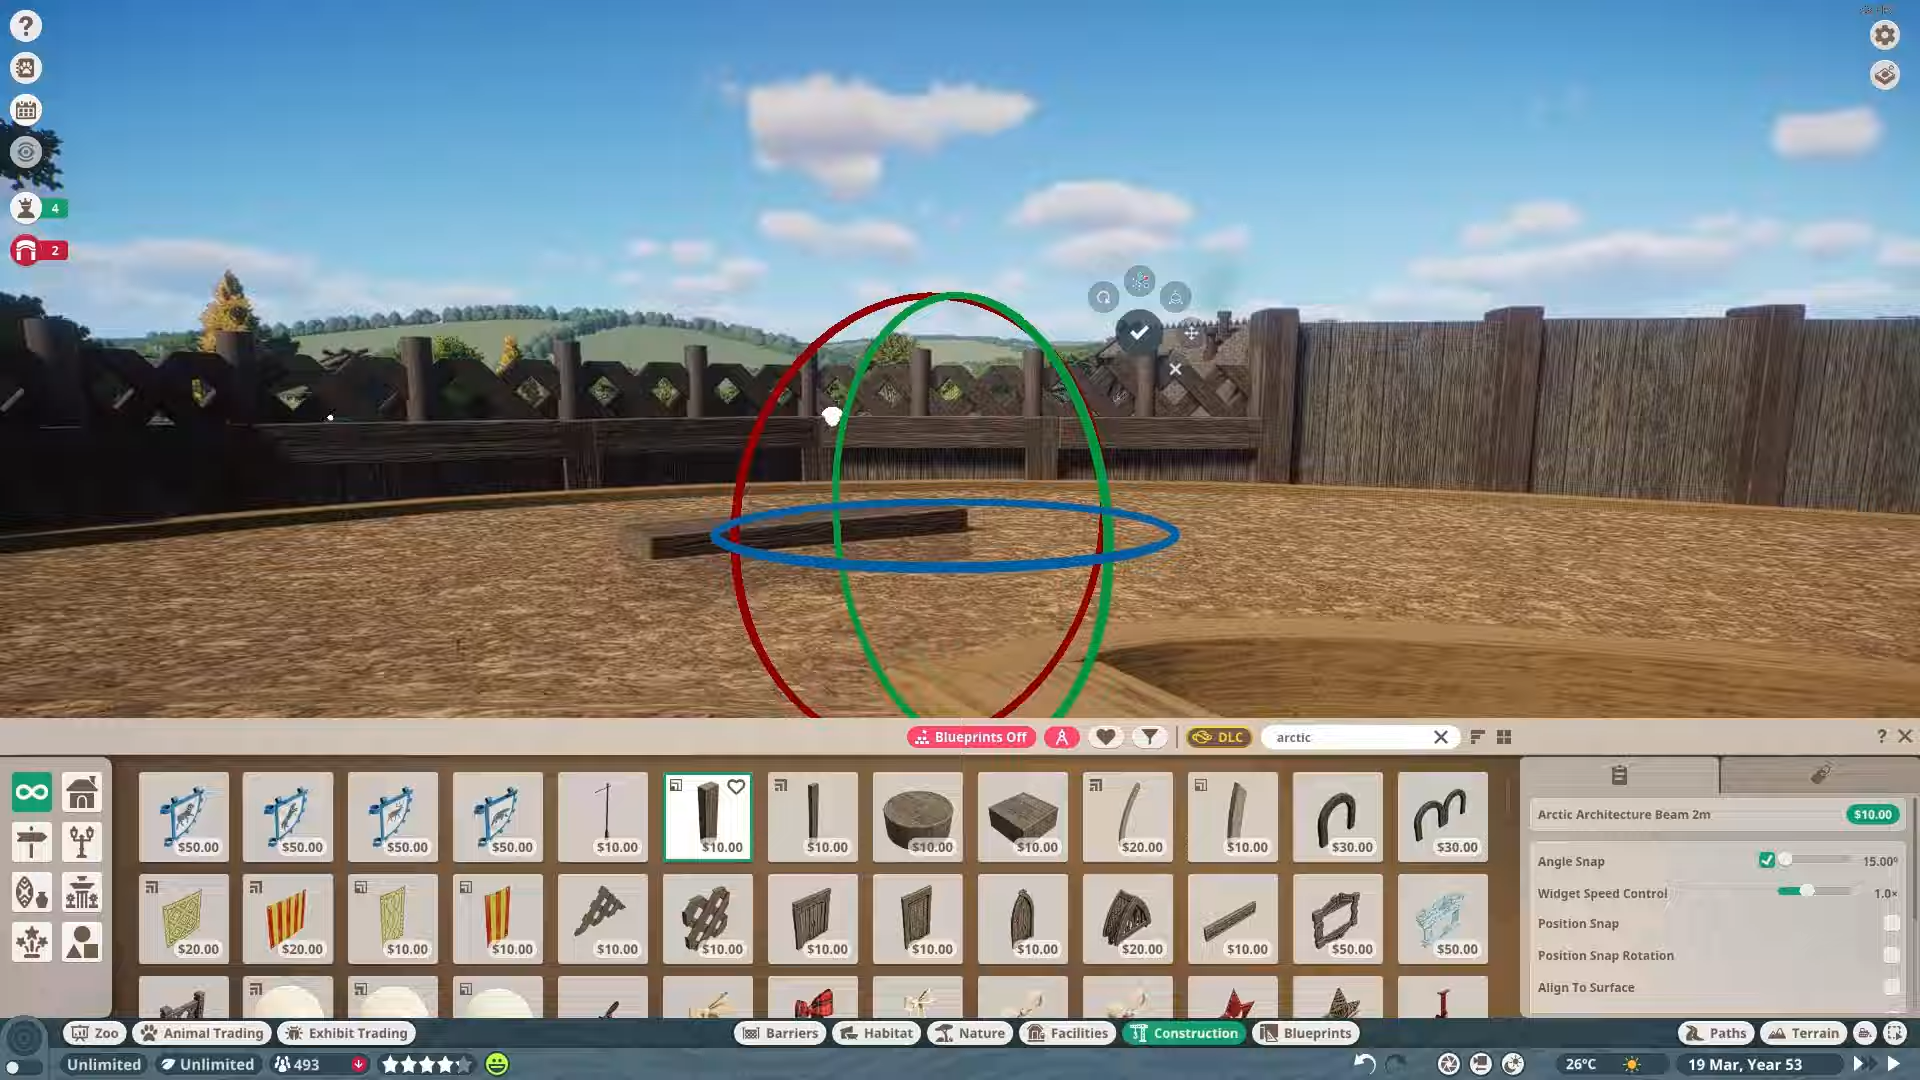 ?
4
2
Blueprints Off
DLC
arctic
?
$50.00
$50.00
$50.00
$50.00
$10.00
$10.00
$10.00
$10.00
$10.00
$20.00
$10.00
$30.00
$30.00
$20.00
$20.00
$10.00
$10.00
$10.00
$10.00
$10.00
$10.00
$10.00
$20.00
$10.00
$50.00
$50.00
Arctic Architecture Beam 2m
$10.00
Angle Snap
15.00°
Widget Speed Control
1.0×
Position Snap
Position Snap Rotation
Align To Surface
Zoo
Animal Trading
Exhibit Trading
Barriers
Habitat
Nature
Facilities
Construction
Blueprints
Paths
Terrain
Unlimited
Unlimited
493
26°C
19 Mar, Year 53